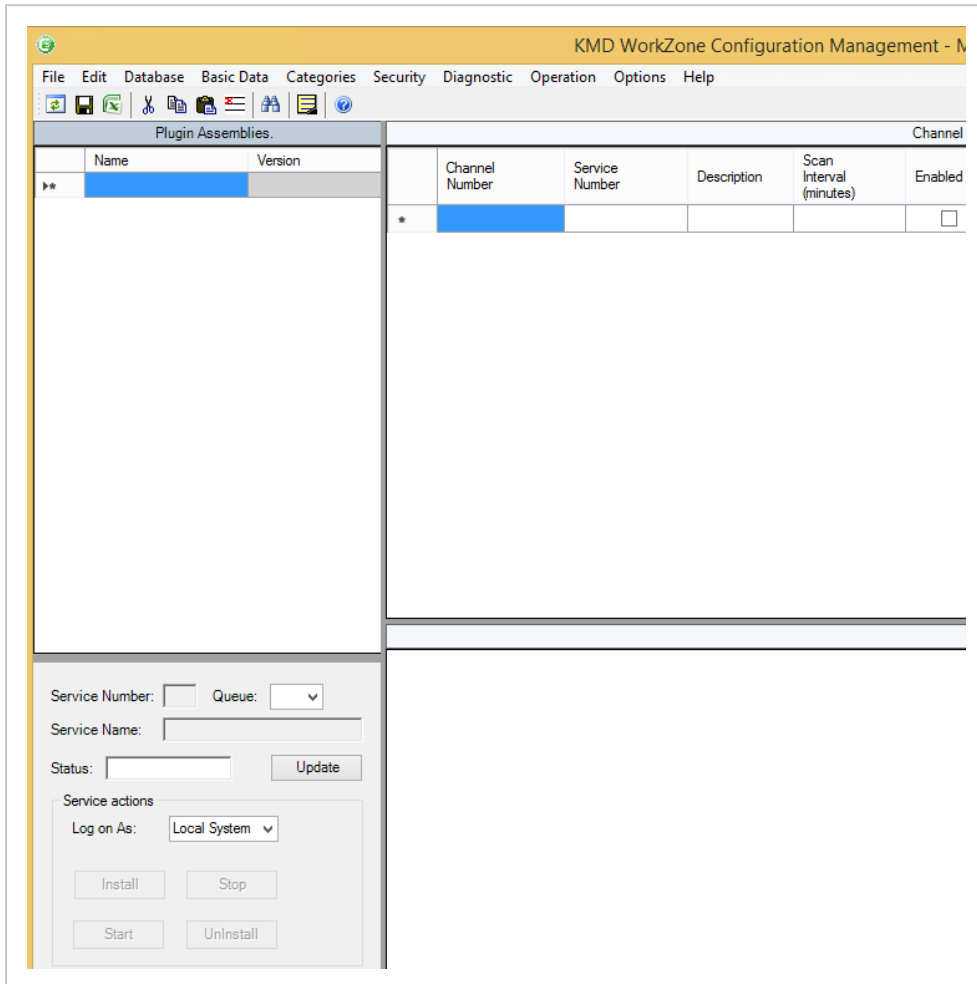 KMD WorkZone Configuration Management - M
File Edit Database Basic Data Categories Security Diagnostic Operation Options Help
Plugin Assemblies.
Name Version
Channel
Channel Number Service Number Description Scan Interval (minutes) Enabled
Service Number: Queue:
Service Name:
Status: Update
Service actions
Log on As: Local System
Install Stop
Start UnInstall